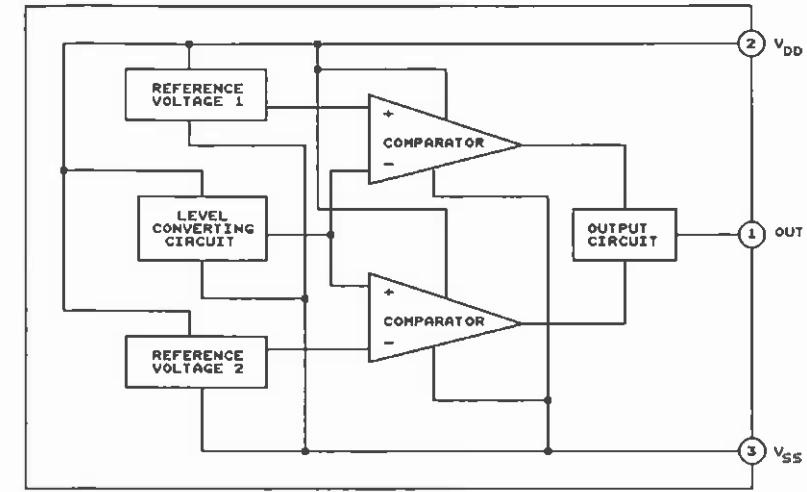 2 VDD
REFERENCE
VOLTAGE 1
+
COMPARATOR
−
LEVEL
CONVERTING
CIRCUIT
OUTPUT
CIRCUIT
1 OUT
+
COMPARATOR
−
REFERENCE
VOLTAGE 2
3 VSS